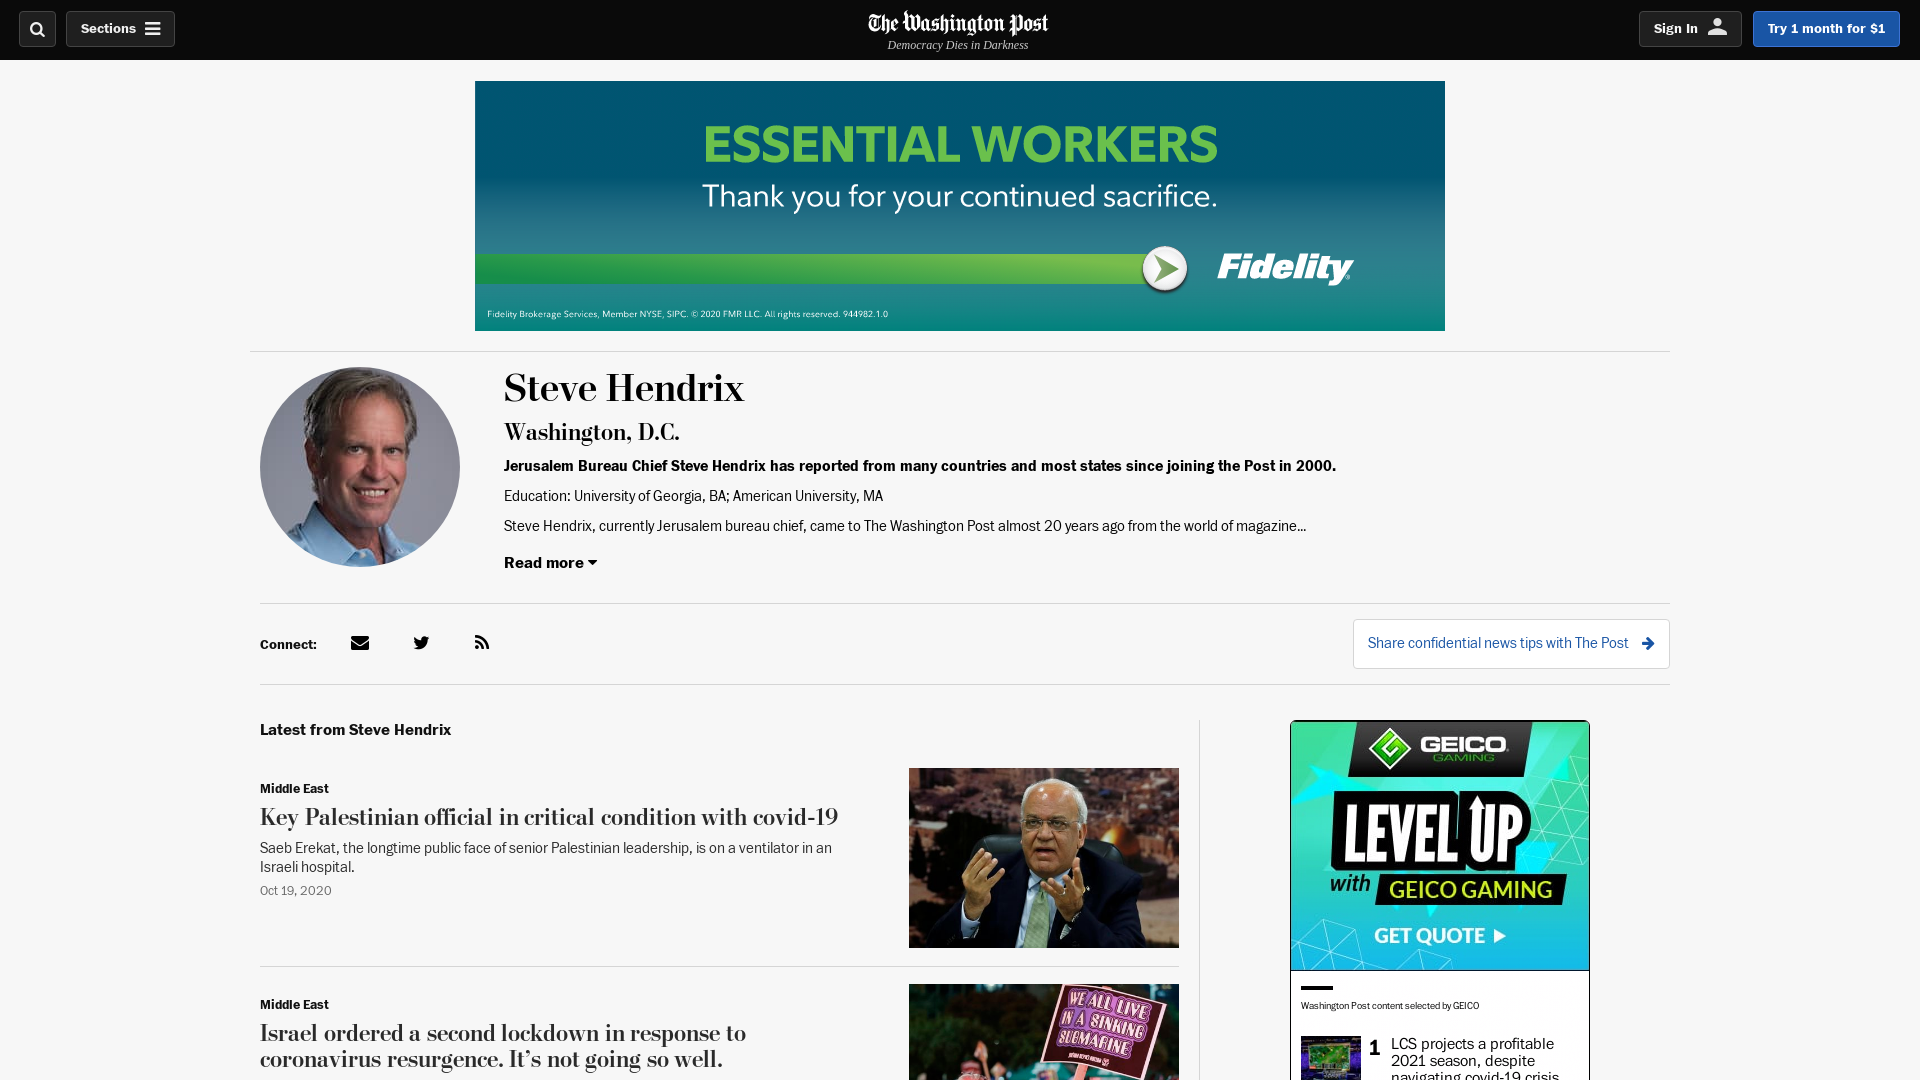 Sections
The Washington Post
Democracy Dies in Darkness
Sign In
Try 1 month for $1
ESSENTIAL WORKERS
Thank you for your continued sacrifice.
Fidelity
Fidelity Brokerage Services, Member NYSE, SIPC. © 2020 FMR LLC. All rights reserved. 944982.1.0
Steve Hendrix
Washington, D.C.
Jerusalem Bureau Chief Steve Hendrix has reported from many countries and most states since joining the Post in 2000.
Education: University of Georgia, BA; American University, MA
Steve Hendrix, currently Jerusalem bureau chief, came to The Washington Post almost 20 years ago from the world of magazine...
Read more
Connect:
Share confidential news tips with The Post
Latest from Steve Hendrix
Middle East
Key Palestinian official in critical condition with covid-19
Saeb Erekat, the longtime public face of senior Palestinian leadership, is on a ventilator in an
Israeli hospital.
Oct 19, 2020
Middle East
Israel ordered a second lockdown in response to
coronavirus resurgence. It’s not going so well.
WE ALL LIVE
IN A SINKING
SUBMARINE
GEICO
GAMING
LEVEL UP
with GEICO GAMING
GET QUOTE
Washington Post content selected by GEICO
1
LCS projects a profitable
2021 season, despite
navigating covid-19 crisis